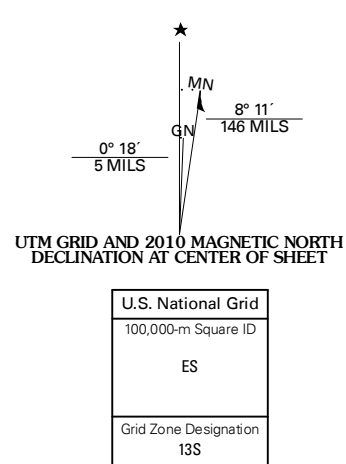 MN
GN
8° 11´
146 MILS
0° 18´
5 MILS
UTM GRID AND 2010 MAGNETIC NORTH
DECLINATION AT CENTER OF SHEET
U.S. National Grid
100,000-m Square ID
ES
Grid Zone Designation
13S